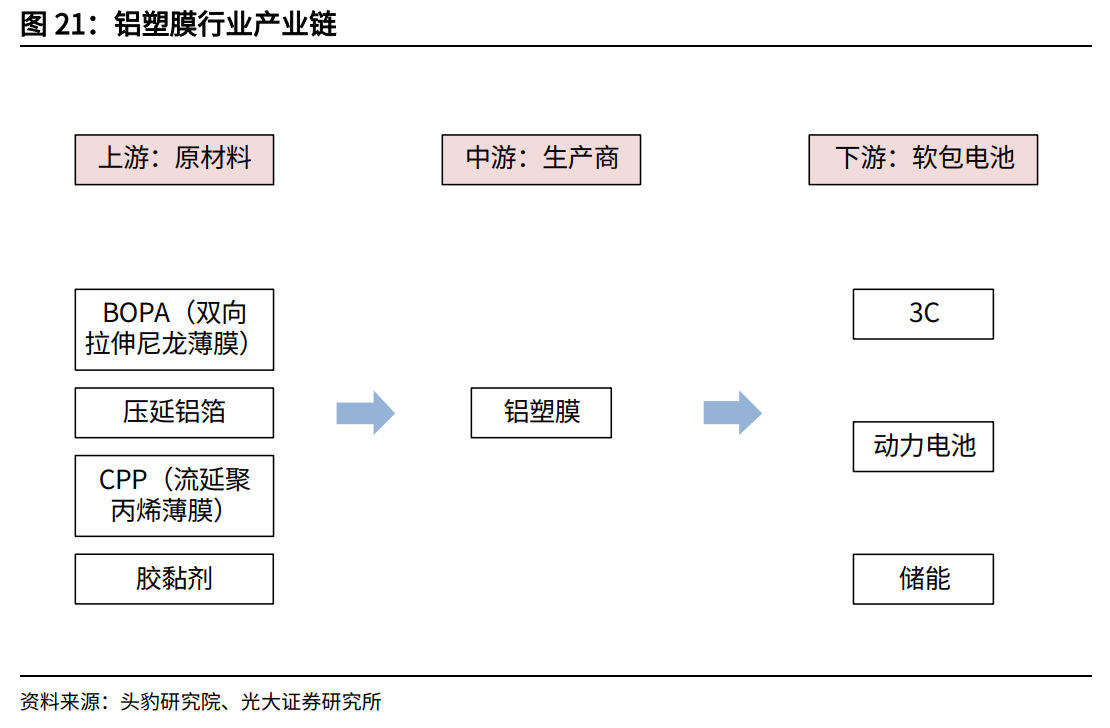 图 21：铝塑膜行业产业链
上游：原材料
中游：生产商
下游：软包电池
BOPA（双向
拉伸尼龙薄膜）
压延铝箔
CPP（流延聚
丙烯薄膜）
胶黏剂
铝塑膜
3C
动力电池
储能
资料来源：头豹研究院、光大证券研究所